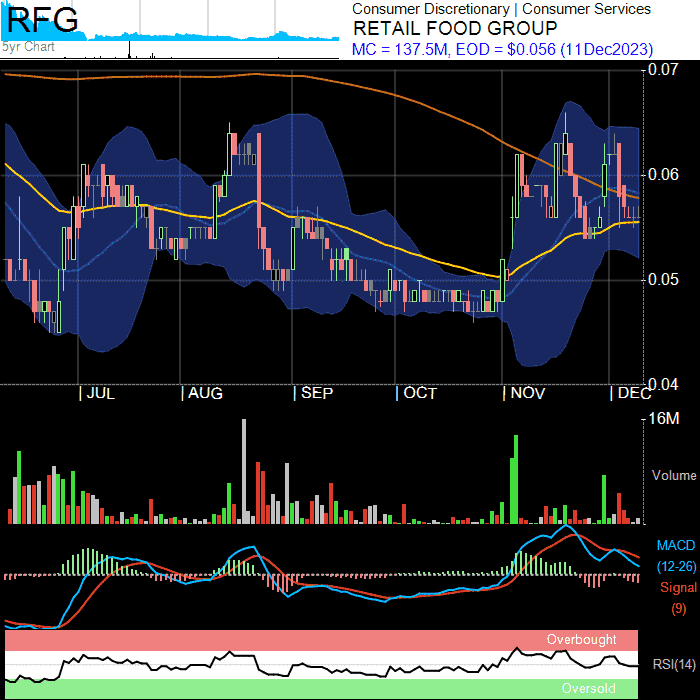 RFG
5yr Chart
Consumer Discretionary | Consumer Services
RETAIL FOOD GROUP
MC = 137.5M, EOD = $0.056 (11Dec2023)
0.07
0.06
0.05
0.04
JUL AUG SEP OCT NOV DEC
16M
Volume
MACD
(12-26)
Signal
(9)
Overbought
RSI(14)
Oversold